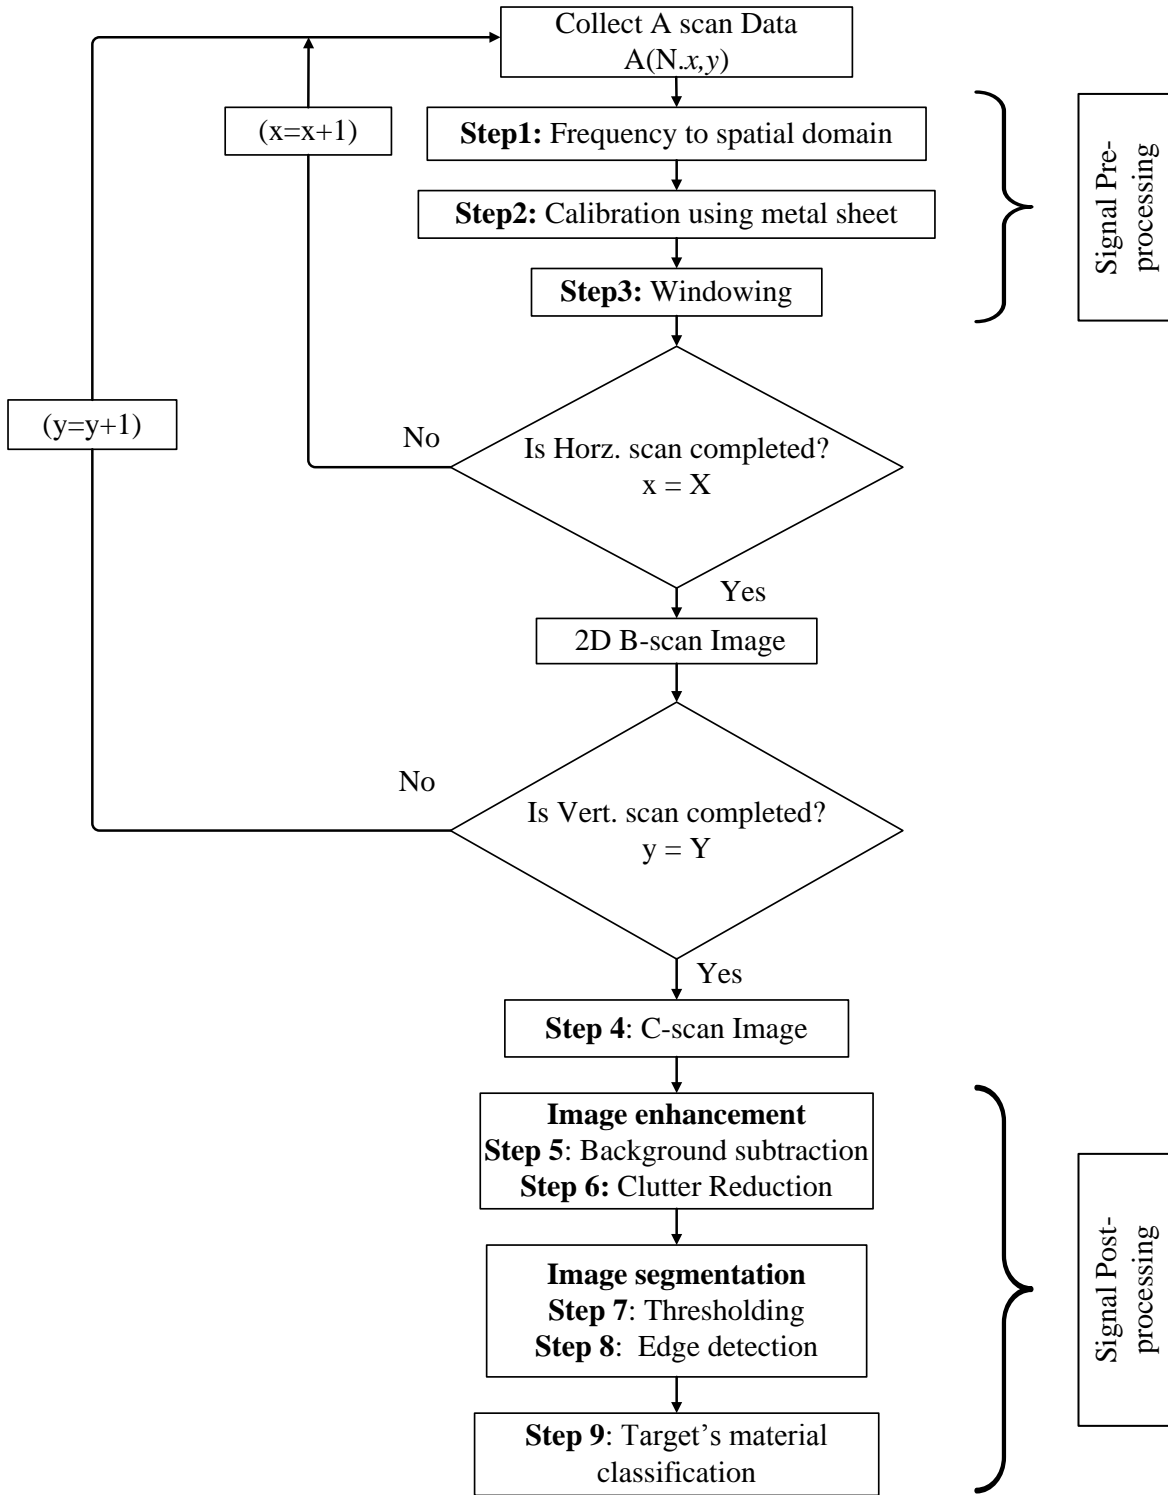 Collect A scan Data
A(N.x,y)
(x=x+1)
Step1: Frequency to spatial domain
Step2: Calibration using metal sheet
Step3: Windowing
Signal Pre-
processing
(y=y+1)
No
Is Horz. scan completed?
x = X
Yes
2D B-scan Image
No
Is Vert. scan completed?
y = Y
Yes
Step 4: C-scan Image
Image enhancement
Step 5: Background subtraction
Step 6: Clutter Reduction
Image segmentation
Step 7: Thresholding
Step 8: Edge detection
Signal Post-
processing
Step 9: Target’s material
classification